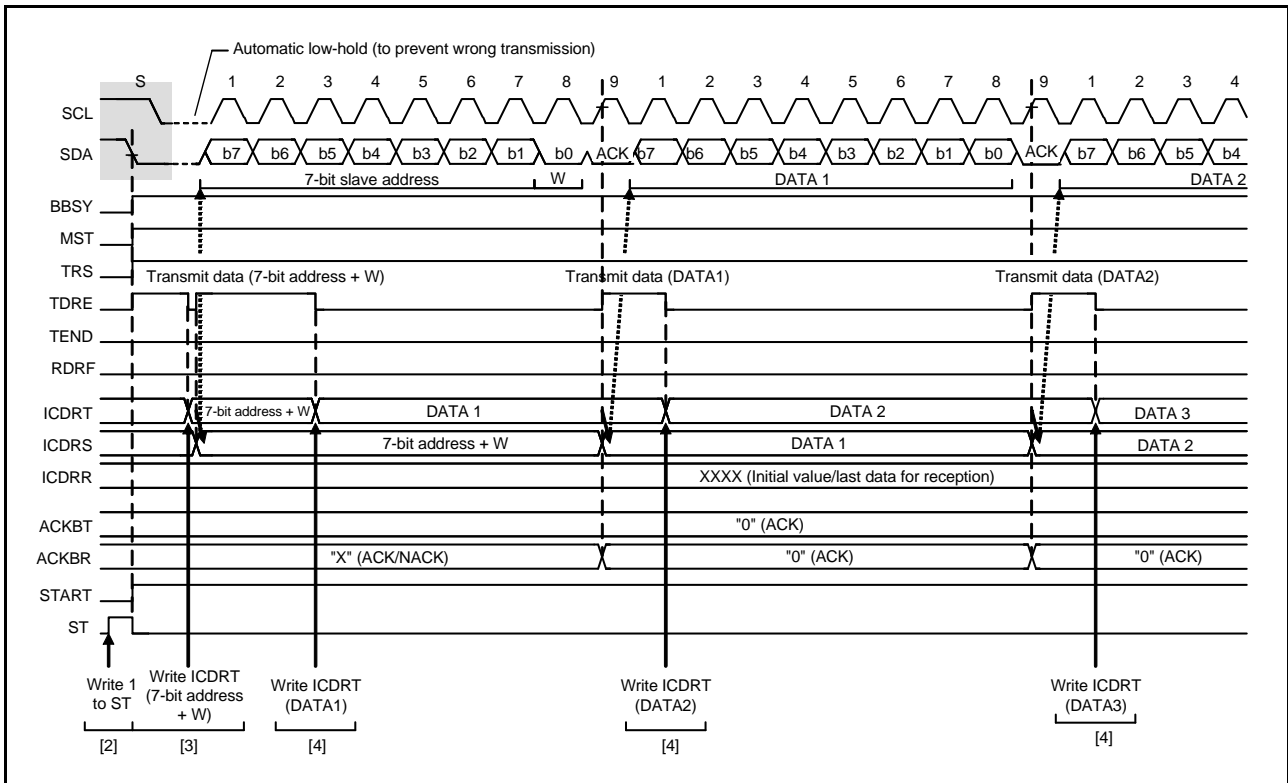 Automatic low-hold (to prevent wrong transmission)
S 1 2 3 4 5 6 7 8 9 1 2 3 4 5 6 7 8 9 1 2 3 4
SCL
SDA b7 b6 b5 b4 b3 b2 b1 b0 ACK b7 b6 b5 b4 b3 b2 b1 b0 ACK b7 b6 b5 b4
7-bit slave address W DATA 1 DATA 2
BBSY
MST
TRS
Transmit data (7-bit address + W) Transmit data (DATA1) Transmit data (DATA2)
TDRE
TEND
RDRF
ICDRT 7-bit address + W DATA 1 DATA 2 DATA 3
ICDRS 7-bit address + W DATA 1 DATA 2
ICDRR XXXX (Initial value/last data for reception)
ACKBT "0" (ACK)
ACKBR "X" (ACK/NACK) "0" (ACK) "0" (ACK)
START
ST
Write 1
to ST
[2]
Write ICDRT
(7-bit address
+ W)
[3]
Write ICDRT
(DATA1)
[4]
Write ICDRT
(DATA2)
[4]
Write ICDRT
(DATA3)
[4]